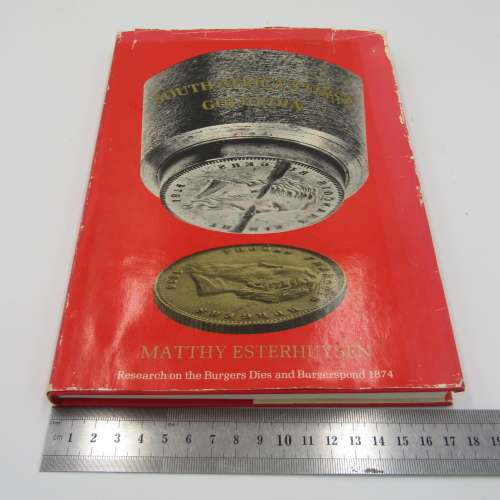 SOUTH AFRICA'S FIRST
GOLD COIN
1874
MATTHY ESTERHUYSEN
Research on the Burgers Dies and Burgerspond 1874
cm 1 2 3 4 5 6 7 8 9 10 11 12 13 14 15 16 17 18 19